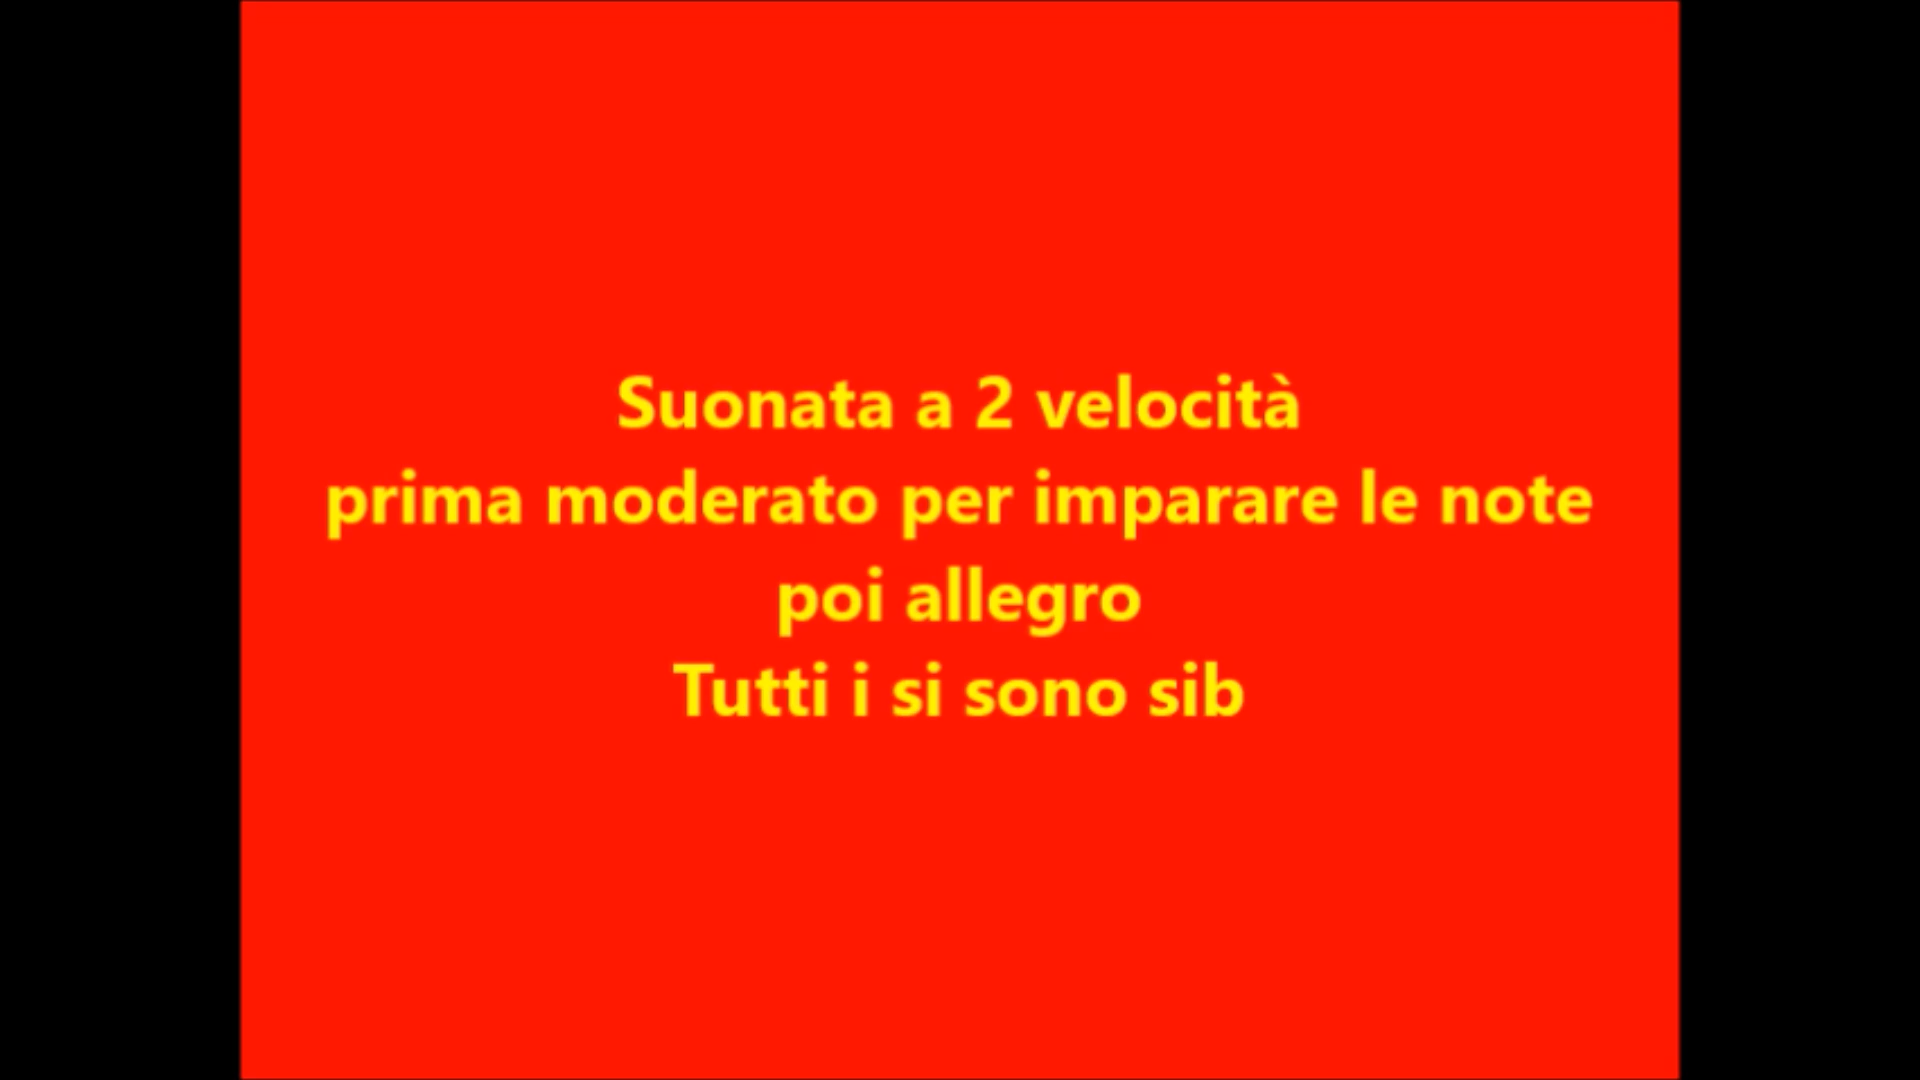 Suonata a 2 velocità
prima moderato per imparare le note
poi allegro
Tutti i si sono sib